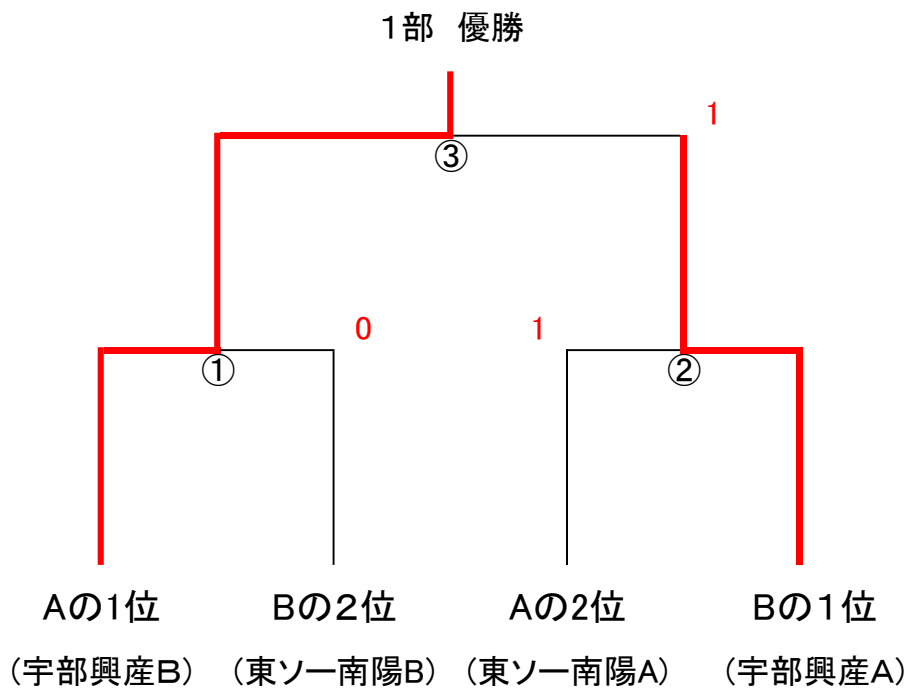 1部 優勝
1
③
0
1
①
②
Aの1位
Bの２位
Aの2位
Bの１位
(宇部興産B)
(東ソー南陽B)
(東ソー南陽A)
(宇部興産A)